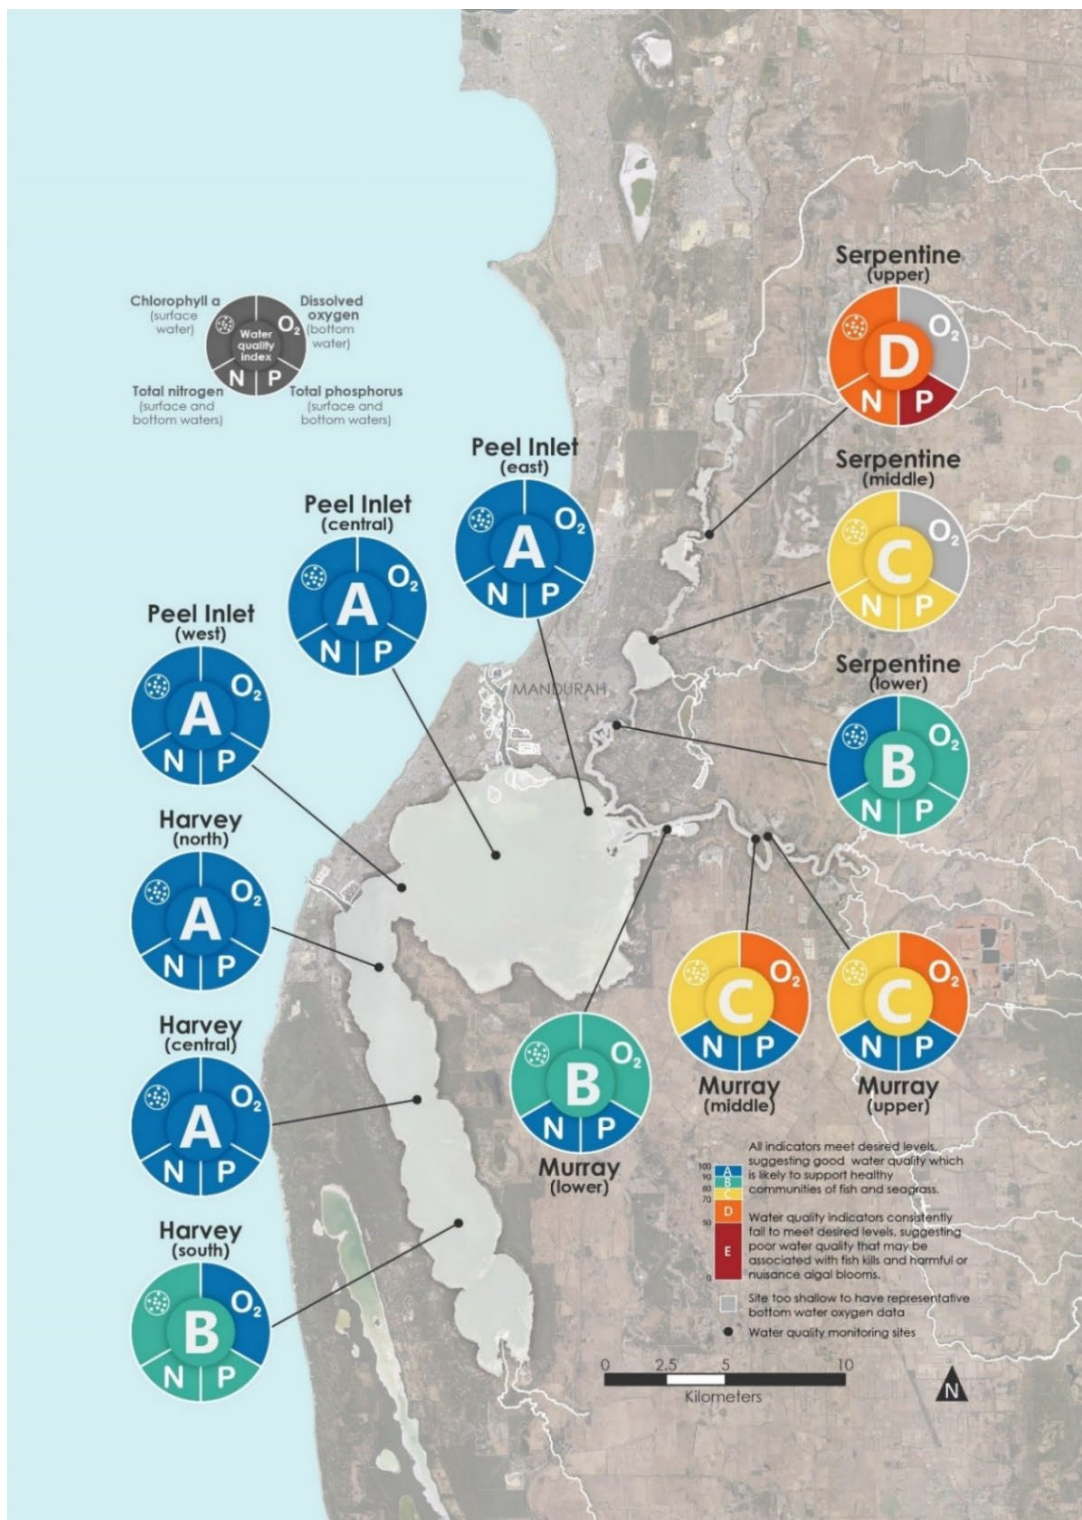 Serpentine
(upper)
O2
D
N P
Chlorophyll a
(surface
water)
Dissolved
oxygen
(bottom
water)
O2
Water
quality
index
N P
Total nitrogen
(surface and
bottom waters)
Total phosphorus
(surface and
bottom waters)
Peel Inlet
(east)
O2
A
N P
Serpentine
(middle)
O2
C
N P
Peel Inlet
(central)
O2
A
N P
Peel Inlet
(west)
O2
A
N P
MANDURAH
Serpentine
(lower)
O2
B
N P
Harvey
(north)
O2
A
N P
Harvey
(central)
O2
A
N P
O2
C
N P
Murray
(middle)
O2
C
N P
Murray
(upper)
O2
B
N P
Murray
(lower)
Harvey
(south)
O2
B
N P
100
90
80
70
50
0
A
B
C
D
E
All indicators meet desired levels,
suggesting good water quality which
is likely to support healthy
communities of fish and seagrass.
Water quality indicators consistently
fail to meet desired levels, suggesting
poor water quality that may be
associated with fish kills and harmful or
nuisance algal blooms.
Site too shallow to have representative
bottom water oxygen data
Water quality monitoring sites
0 2.5 5 10
Kilometers
N